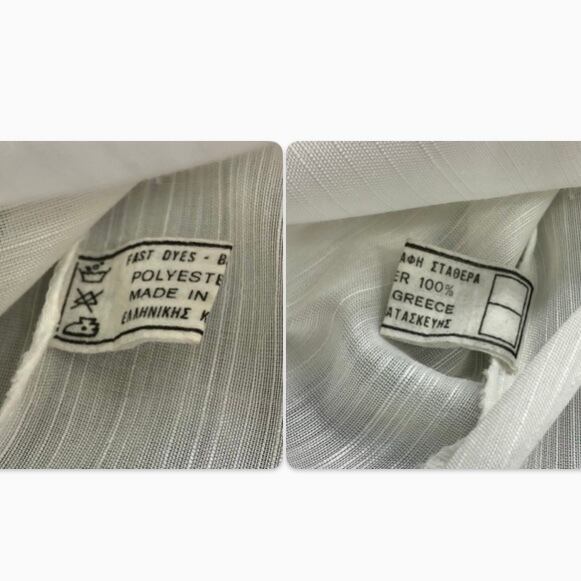 FAST DYES - B
POLYESTE
MADE IN
ΕΛΛΗΝΙΚΗΣ Κ
ΑΦΗ ΣΤΑΘΕΡΑ
ER 100%
GREECE
ΑΤΑΣΚΕΥΗΣ